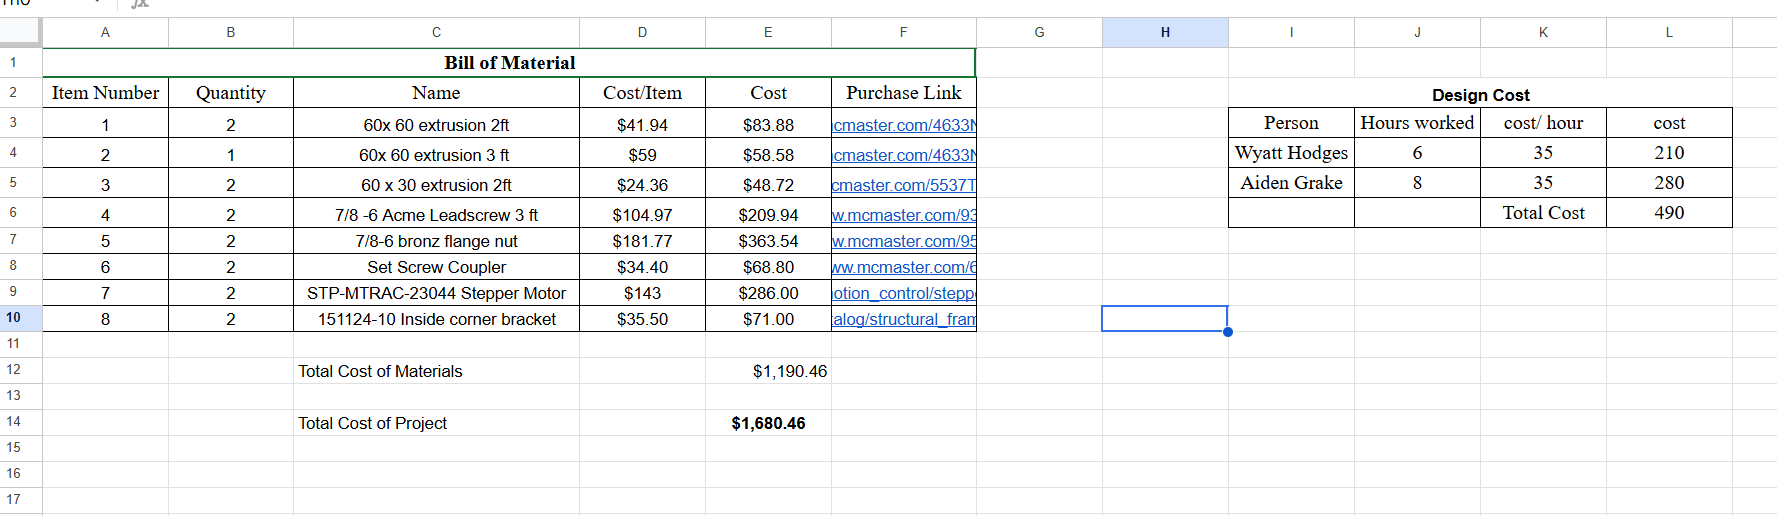 A B C D E F G H I J K L
1 Bill of Material
2 Item Number Quantity Name Cost/Item Cost Purchase Link Design Cost
3 1 2 60x 60 extrusion 2ft $41.94 $83.88 cmaster.com/4633N Person Hours worked cost/ hour cost
4 2 1 60x 60 extrusion 3 ft $59 $58.58 cmaster.com/4633N Wyatt Hodges 6 35 210
5 3 2 60 x 30 extrusion 2ft $24.36 $48.72 cmaster.com/5537T Aiden Grake 8 35 280
6 4 2 7/8 -6 Acme Leadscrew 3 ft $104.97 $209.94 w.mcmaster.com/93 Total Cost 490
7 5 2 7/8-6 bronz flange nut $181.77 $363.54 w.mcmaster.com/95
8 6 2 Set Screw Coupler $34.40 $68.80 ww.mcmaster.com/6
9 7 2 STP-MTRAC-23044 Stepper Motor $143 $286.00 otion_control/steppe
10 8 2 151124-10 Inside corner bracket $35.50 $71.00 alog/structural_fram
11
12 Total Cost of Materials $1,190.46
13
14 Total Cost of Project $1,680.46
15
16
17